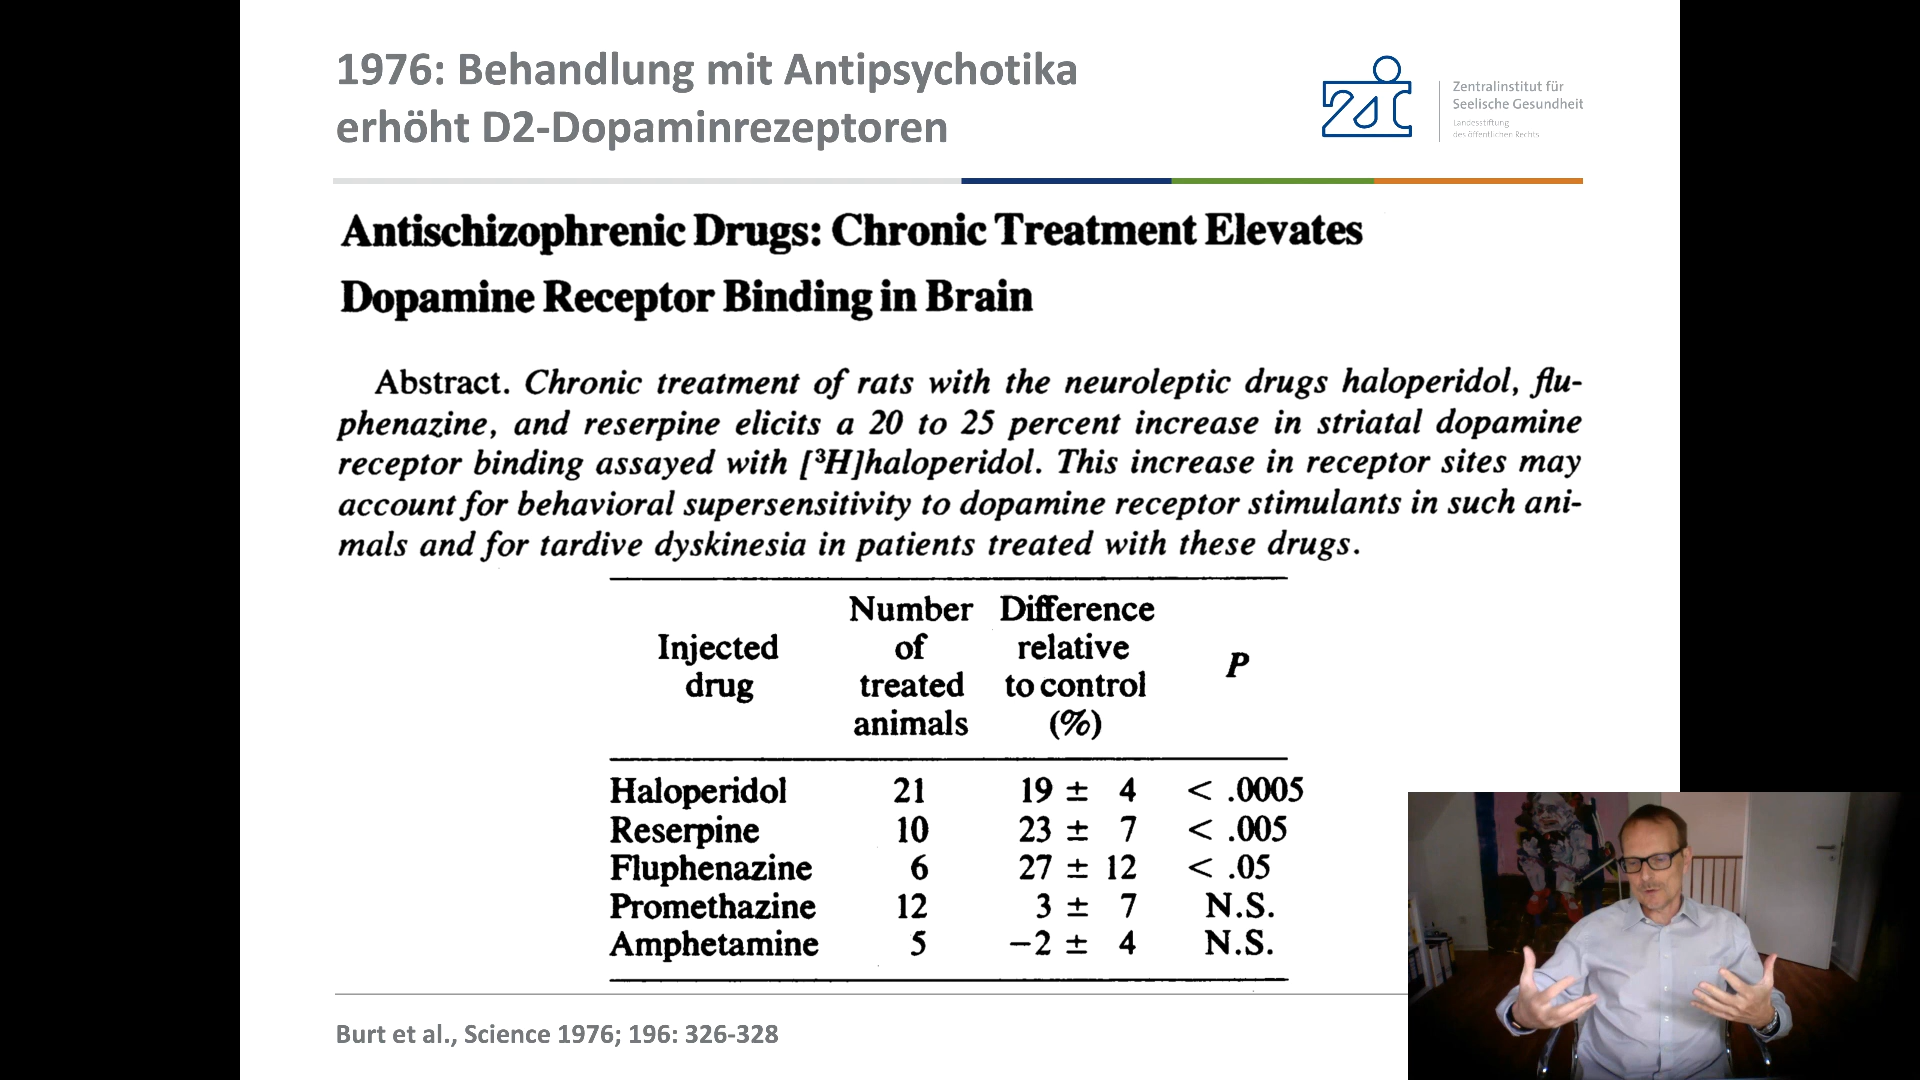 1976: Behandlung mit Antipsychotika
erhöht D2-Dopaminrezeptoren
Zentralinstitut für
Seelische Gesundheit
Landesstiftung
des öffentlichen Rechts
Antischizophrenic Drugs: Chronic Treatment Elevates
Dopamine Receptor Binding in Brain
Abstract. Chronic treatment of rats with the neuroleptic drugs haloperidol, flu-
phenazine, and reserpine elicits a 20 to 25 percent increase in striatal dopamine
receptor binding assayed with [³H]haloperidol. This increase in receptor sites may
account for behavioral supersensitivity to dopamine receptor stimulants in such ani-
mals and for tardive dyskinesia in patients treated with these drugs.
Injected drug
Number of treated animals
Difference relative to control (%)
P
Haloperidol 21 19 ± 4 < .0005
Reserpine 10 23 ± 7 < .005
Fluphenazine 6 27 ± 12 < .05
Promethazine 12 3 ± 7 N.S.
Amphetamine 5 −2 ± 4 N.S.
Burt et al., Science 1976; 196: 326-328